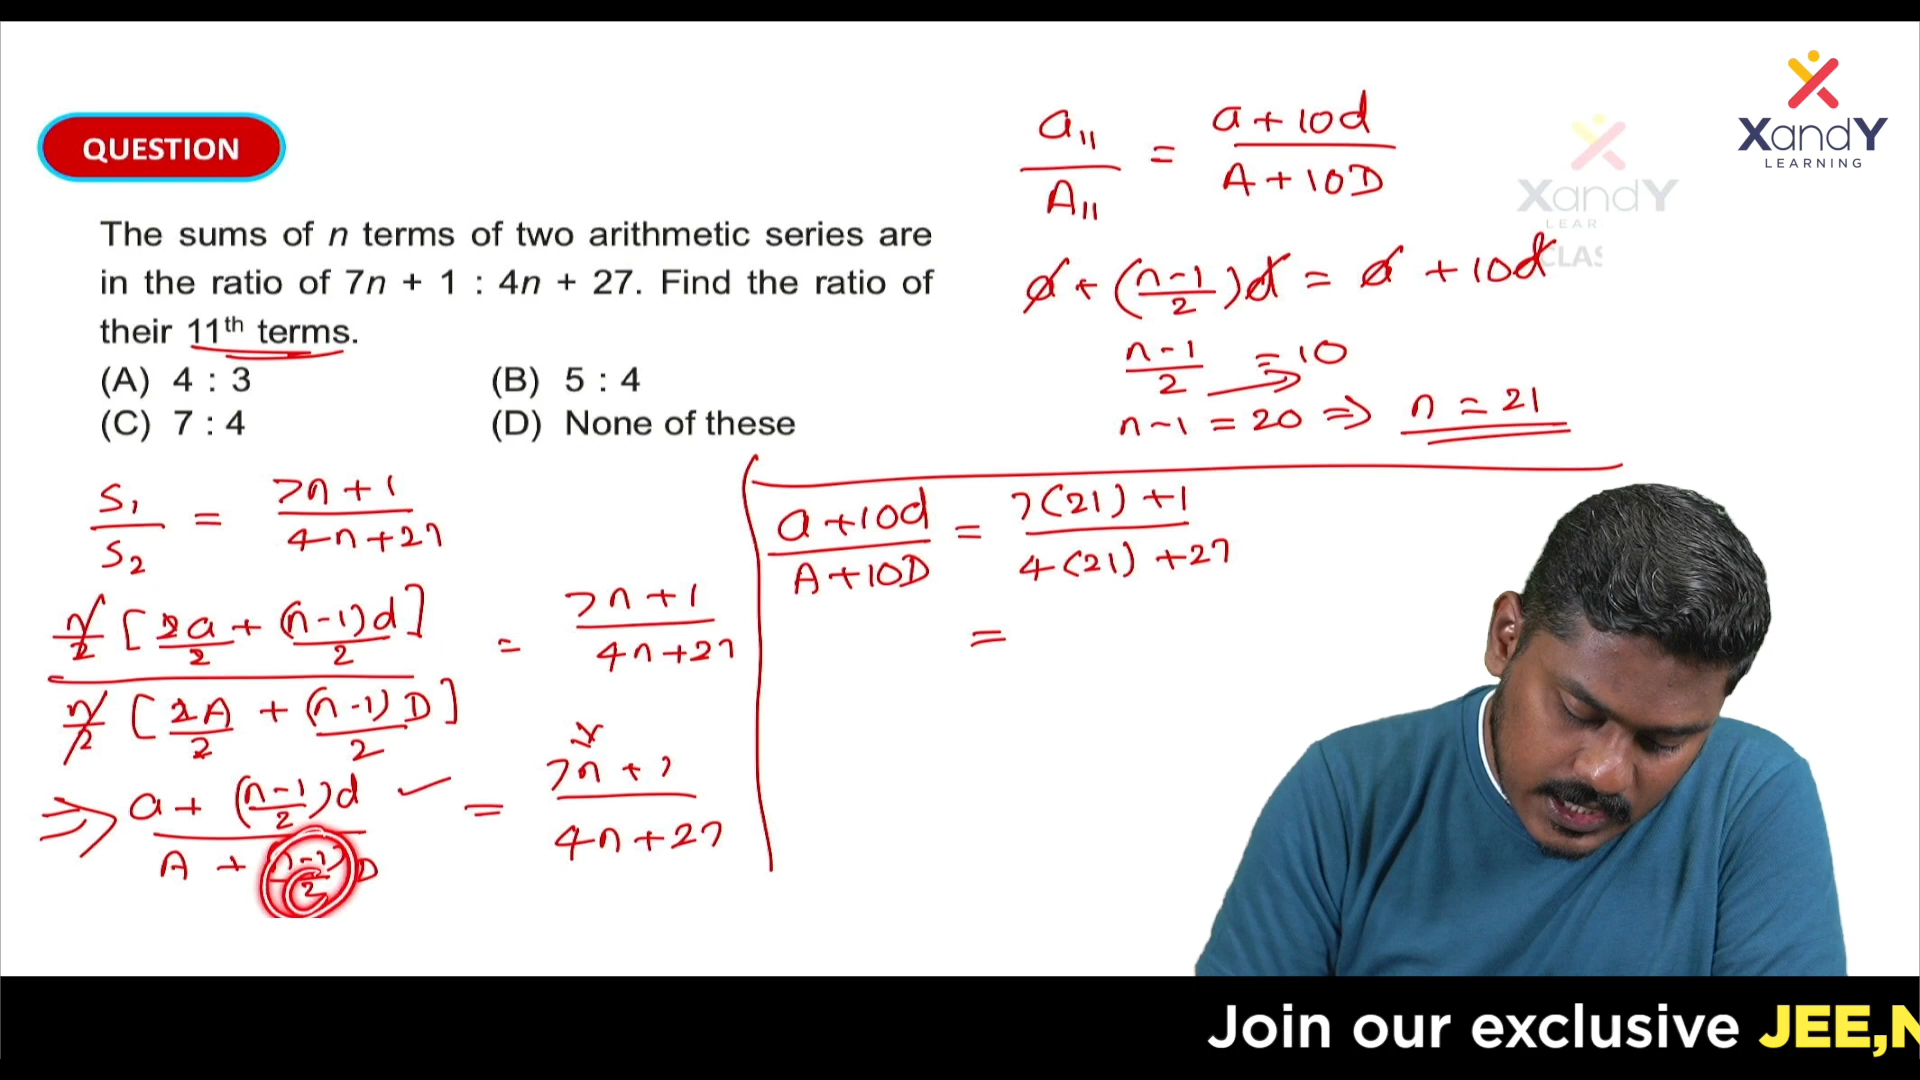 XandY
LEARNING
QUESTION
The sums of n terms of two arithmetic series are
in the ratio of 7n + 1 : 4n + 27. Find the ratio of
their 11th terms.
(A) 4 : 3
(B) 5 : 4
(C) 7 : 4
(D) None of these
a11/A11 = a+10d/A+10D
a + (n-1/2)d = a + 10d
n-1/2 = 10
n-1 = 20 ⇒ n = 21
S1/S2 = 7n+1/4n+27
n/2 [2a/2 + (n-1)d/2] / n/2 [2A/2 + (n-1)D/2] = 7n+1/4n+27
⇒ a + (n-1/2)d / A + (n-1/2)D = 7n+1/4n+27
a+10d/A+10D = 7(21)+1/4(21)+27
=
XandY
LEAR
CLAS
Join our exclusive JEE,N